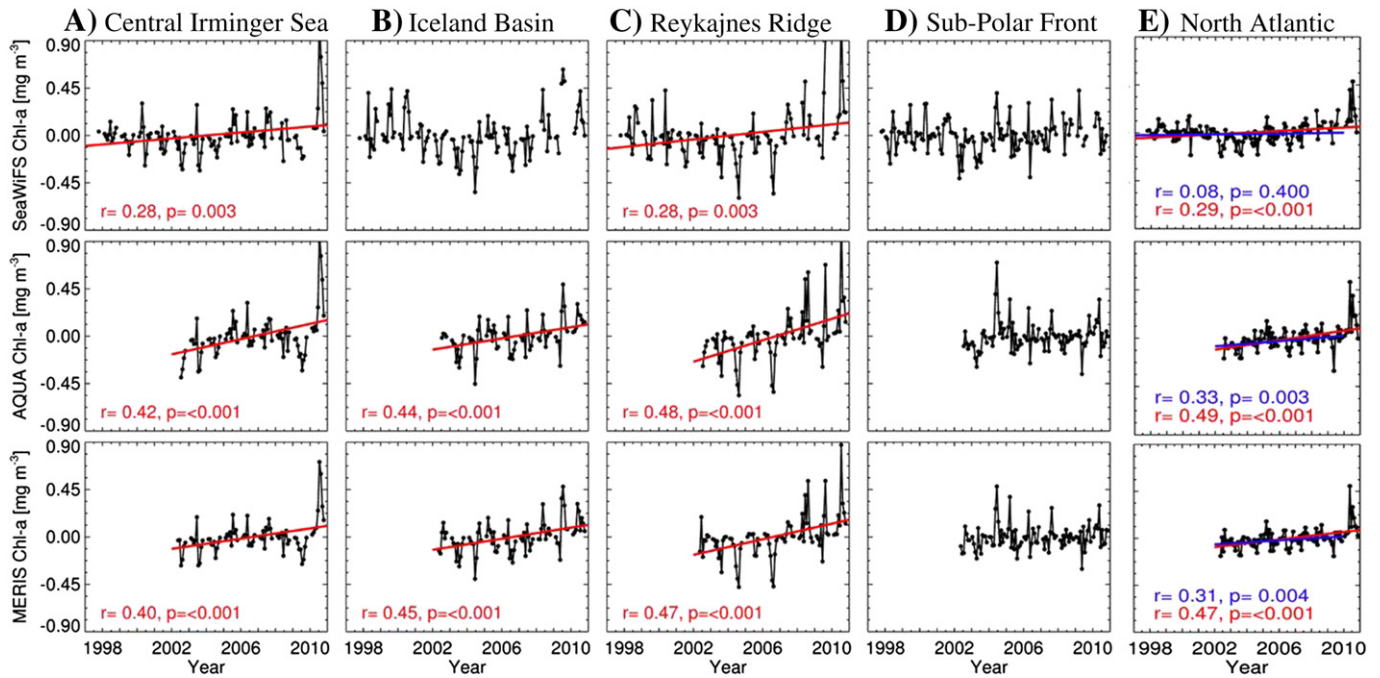 A) Central Irminger Sea
B) Iceland Basin
C) Reykajnes Ridge
D) Sub-Polar Front
E) North Atlantic
SeaWiFS Chl-a [mg m-3]
0.90
0.45
0.00
-0.45
-0.90
r= 0.28, p= 0.003
r= 0.28, p= 0.003
r= 0.08, p= 0.400
r= 0.29, p=<0.001
1998 2002 2006 2010
AQUA Chl-a [mg m-3]
0.90
0.45
0.00
-0.45
-0.90
r= 0.42, p=<0.001
r= 0.44, p=<0.001
r= 0.48, p=<0.001
r= 0.33, p= 0.003
r= 0.49, p=<0.001
1998 2002 2006 2010
MERIS Chl-a [mg m-3]
0.90
0.45
0.00
-0.45
-0.90
r= 0.40, p=<0.001
r= 0.45, p=<0.001
r= 0.47, p=<0.001
r= 0.31, p= 0.004
r= 0.47, p=<0.001
1998 2002 2006 2010
2002 2006 2010
2002 2006 2010
2002 2006 2010
1998 2002 2006 2010
Year
Year
Year
Year
Year